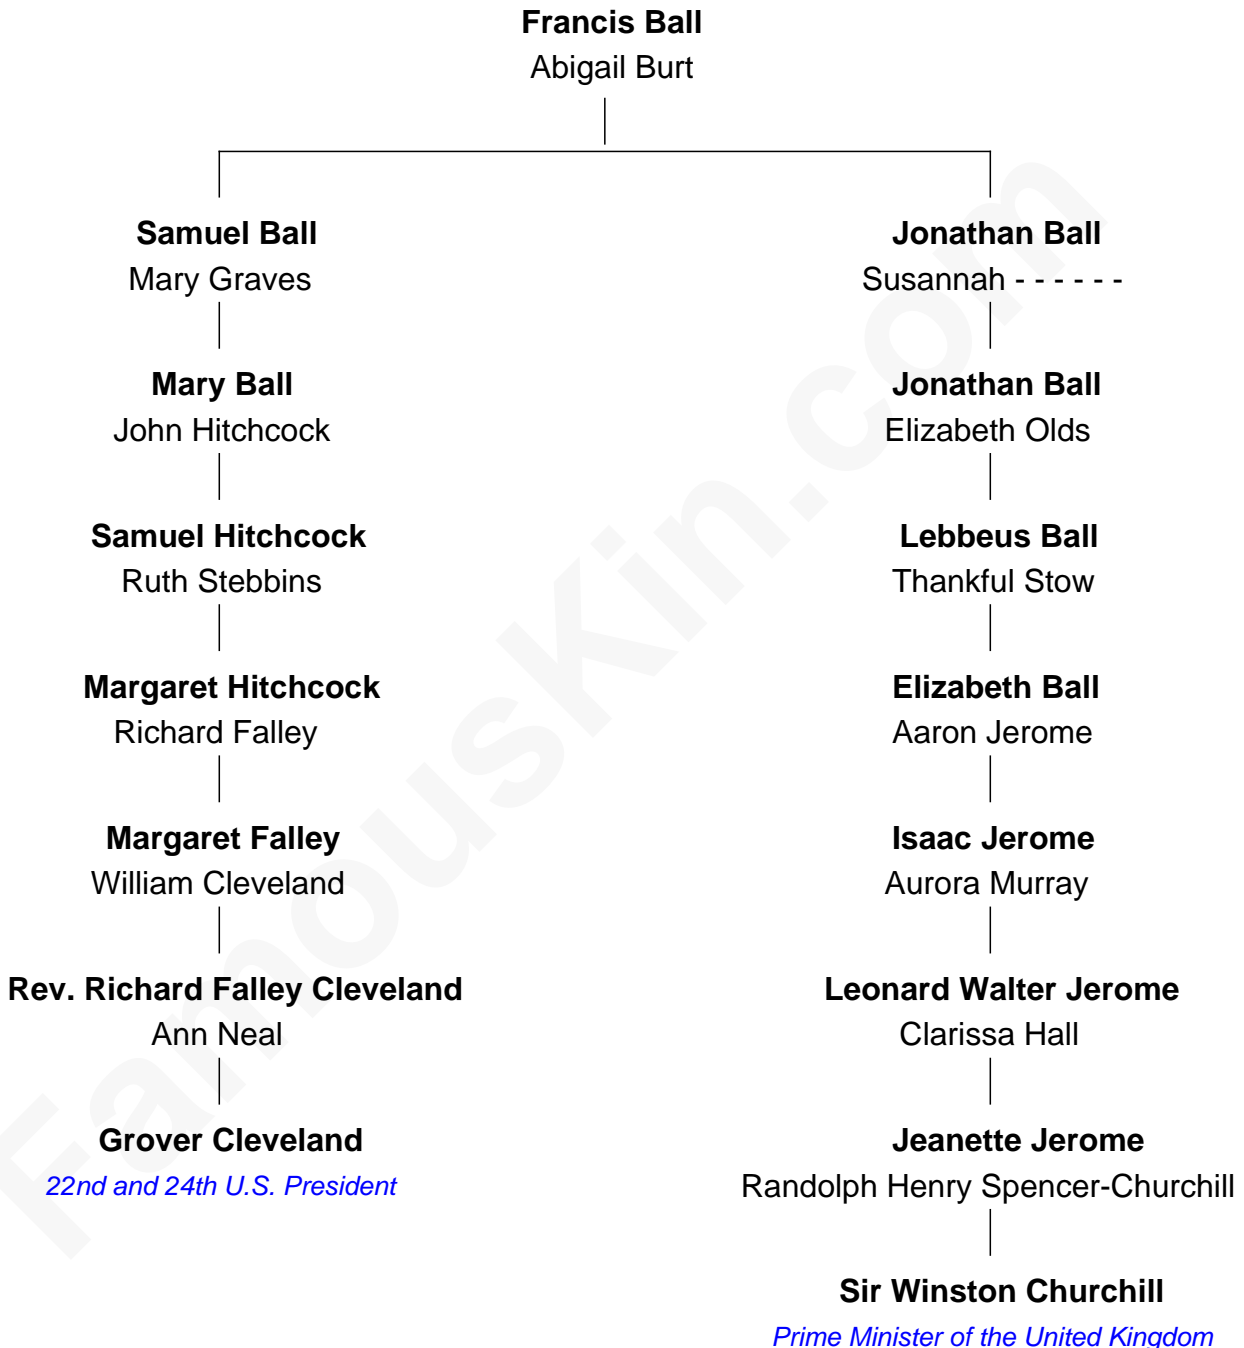 Francis Ball
Abigail Burt
Samuel Ball
Mary Graves
Mary Ball
John Hitchcock
Samuel Hitchcock
Ruth Stebbins
Margaret Hitchcock
Richard Falley
Margaret Falley
William Cleveland
Rev. Richard Falley Cleveland
Ann Neal
Grover Cleveland
22nd and 24th U.S. President
Jonathan Ball
Susannah - - - - - -
Jonathan Ball
Elizabeth Olds
Lebbeus Ball
Thankful Stow
Elizabeth Ball
Aaron Jerome
Isaac Jerome
Aurora Murray
Leonard Walter Jerome
Clarissa Hall
Jeanette Jerome
Randolph Henry Spencer-Churchill
Sir Winston Churchill
Prime Minister of the United Kingdom
FamousKin.com